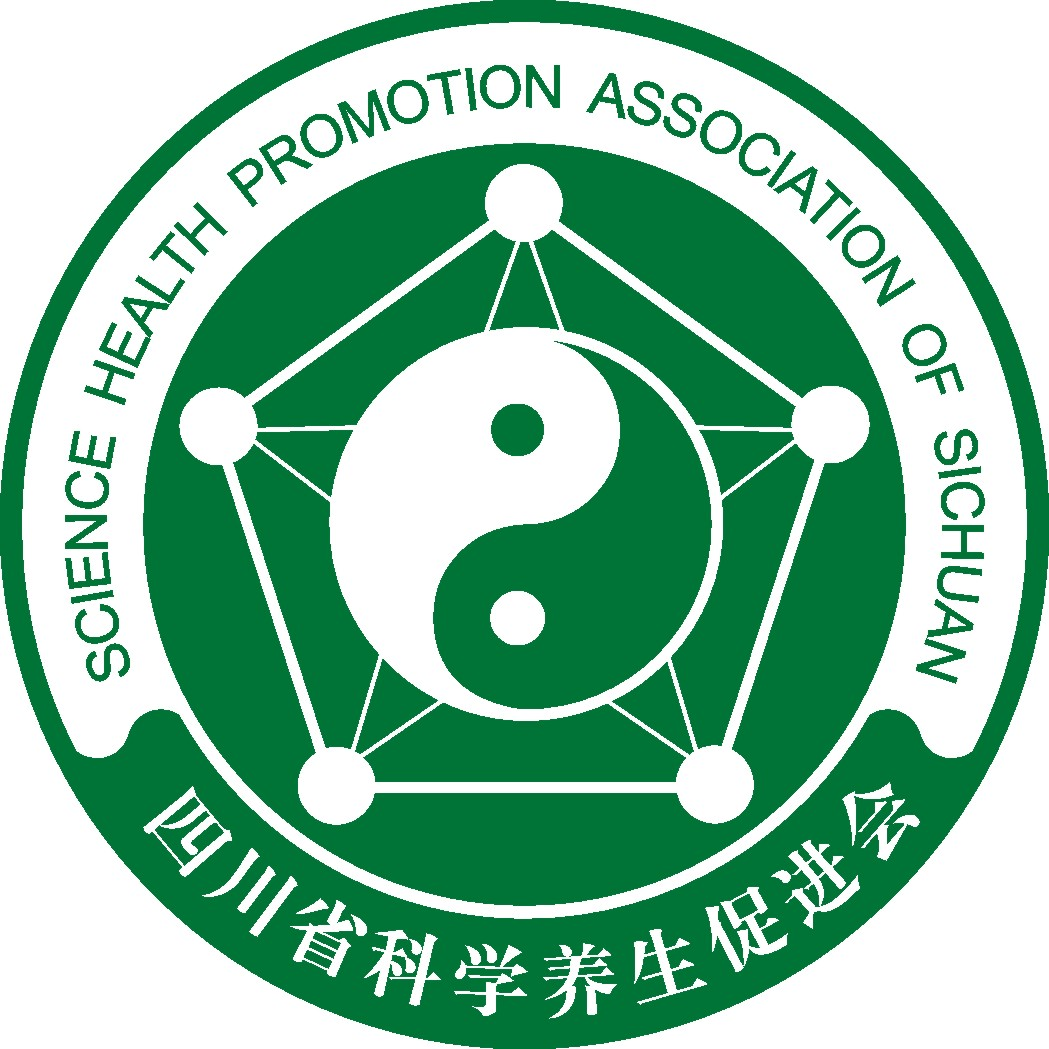 SCIENCE HEALTH PROMOTION ASSOCIATION OF SICHUAN
四川省科学养生促进会